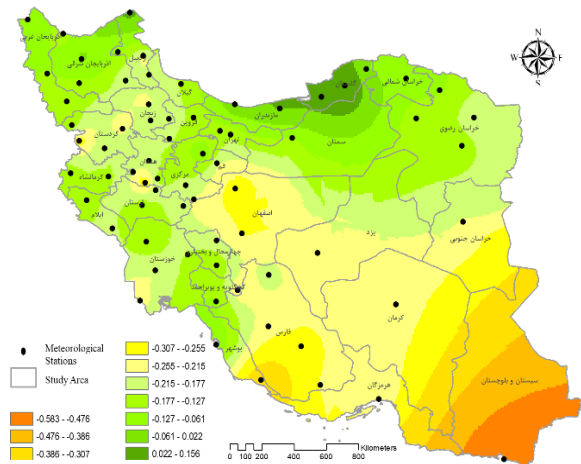 آذربایجان غربی
آذربایجان شرقی
اردبیل
گیلان
زنجان
کردستان
قزوین
مازندران
گلستان
خراسان شمالی
خراسان رضوی
سمنان
تهران
قم
مرکزی
همدان
کرمانشاه
لرستان
ایلام
اصفهان
یزد
خراسان جنوبی
خوزستان
چهارمحال و بختیاری
کهگیلویه و بویراحمد
فارس
کرمان
بوشهر
هرمزگان
سیستان و بلوچستان
N
W
E
S
Meteorological
Stations
Study Area
-0.583 - -0.476
-0.476 - -0.386
-0.386 - -0.307
-0.307 - -0.255
-0.255 - -0.215
-0.215 - -0.177
-0.177 - -0.127
-0.127 - -0.061
-0.061 - 0.022
0.022 - 0.156
0 100 200 400 600 800
Kilometers